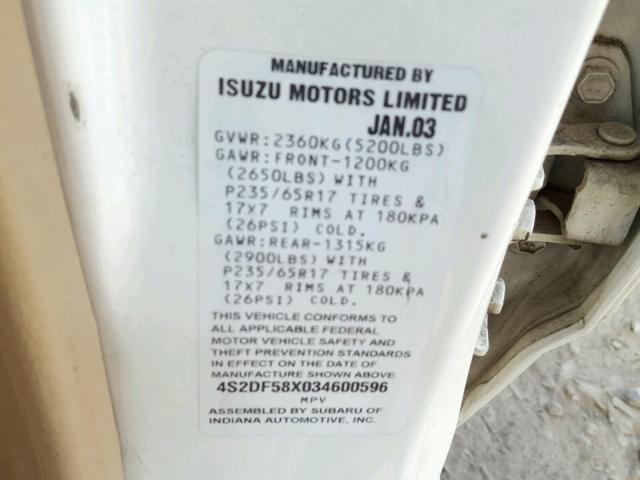 MANUFACTURED BY
ISUZU MOTORS LIMITED
JAN.03
GVWR:2360KG(5200LBS)
GAWR:FRONT-1200KG
(2650LBS) WITH
P235/65R17 TIRES &
17X7 RIMS AT 180KPA
(26PSI) COLD.
GAWR:REAR-1315KG
(2900LBS) WITH
P235/65R17 TIRES &
17X7 RIMS AT 180KPA
(26PSI) COLD.
THIS VEHICLE CONFORMS TO
ALL APPLICABLE FEDERAL
MOTOR VEHICLE SAFETY AND
THEFT PREVENTION STANDARDS
IN EFFECT ON THE DATE OF
MANUFACTURE SHOWN ABOVE.
4S2DF58X034600596
MPV
ASSEMBLED BY SUBARU OF
INDIANA AUTOMOTIVE, INC.